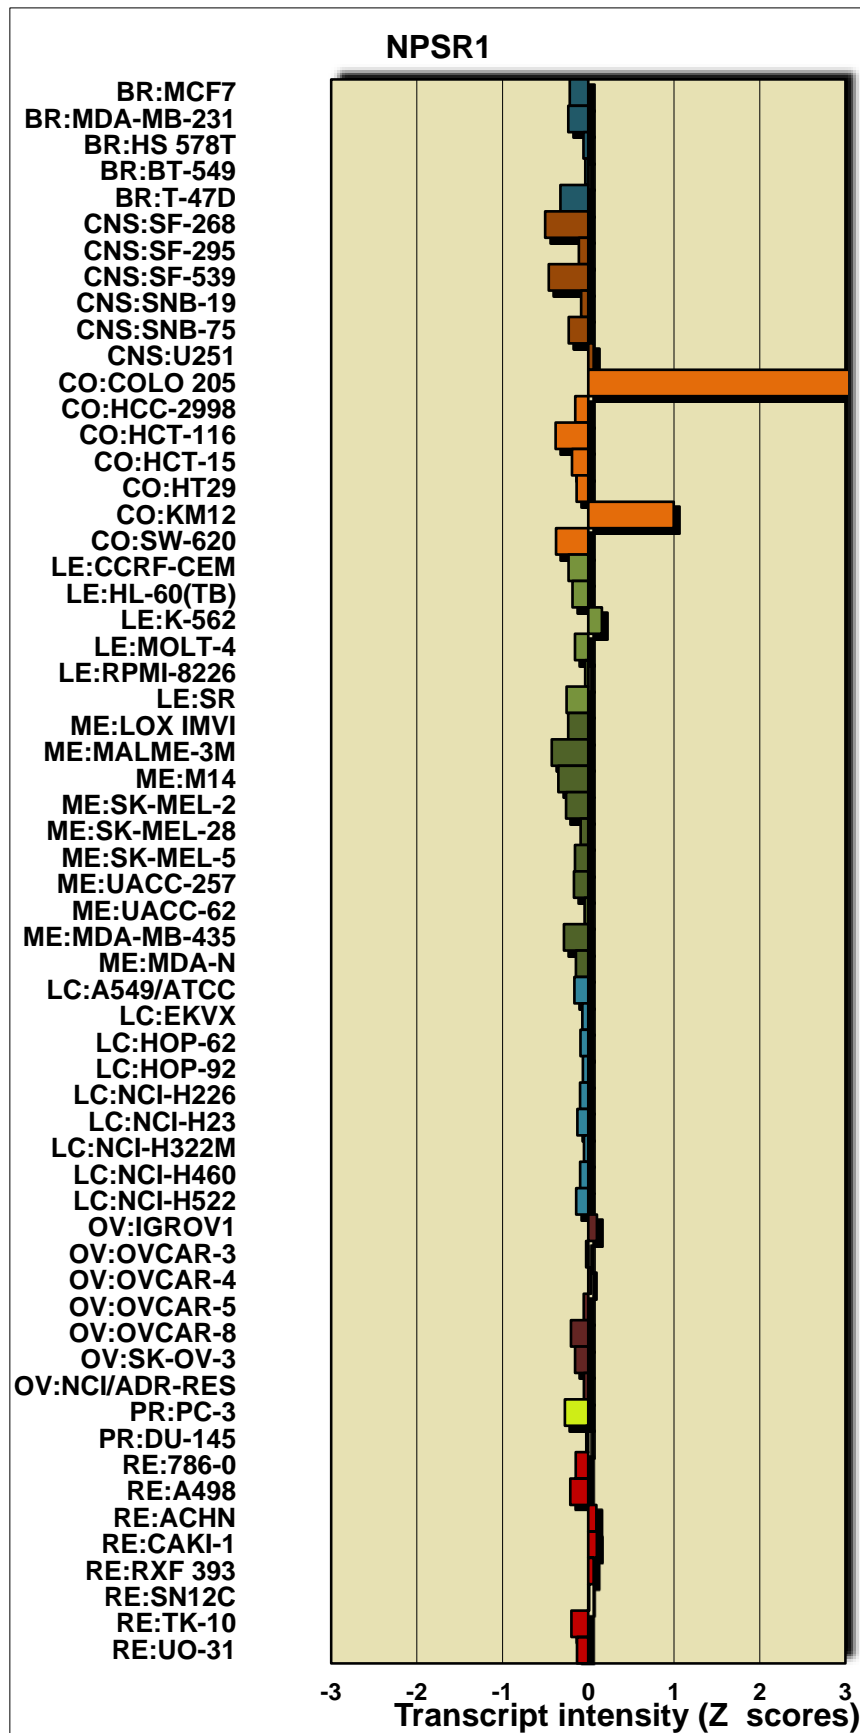 NPSR1
BR:MCF7
BR:MDA-MB-231
BR:HS 578T
BR:BT-549
BR:T-47D
CNS:SF-268
CNS:SF-295
CNS:SF-539
CNS:SNB-19
CNS:SNB-75
CNS:U251
CO:COLO 205
CO:HCC-2998
CO:HCT-116
CO:HCT-15
CO:HT29
CO:KM12
CO:SW-620
LE:CCRF-CEM
LE:HL-60(TB)
LE:K-562
LE:MOLT-4
LE:RPMI-8226
LE:SR
ME:LOX IMVI
ME:MALME-3M
ME:M14
ME:SK-MEL-2
ME:SK-MEL-28
ME:SK-MEL-5
ME:UACC-257
ME:UACC-62
ME:MDA-MB-435
ME:MDA-N
LC:A549/ATCC
LC:EKVX
LC:HOP-62
LC:HOP-92
LC:NCI-H226
LC:NCI-H23
LC:NCI-H322M
LC:NCI-H460
LC:NCI-H522
OV:IGROV1
OV:OVCAR-3
OV:OVCAR-4
OV:OVCAR-5
OV:OVCAR-8
OV:SK-OV-3
OV:NCI/ADR-RES
PR:PC-3
PR:DU-145
RE:786-0
RE:A498
RE:ACHN
RE:CAKI-1
RE:RXF 393
RE:SN12C
RE:TK-10
RE:UO-31
-3 -2 -1 0 1 2 3
Transcript intensity (Z scores)